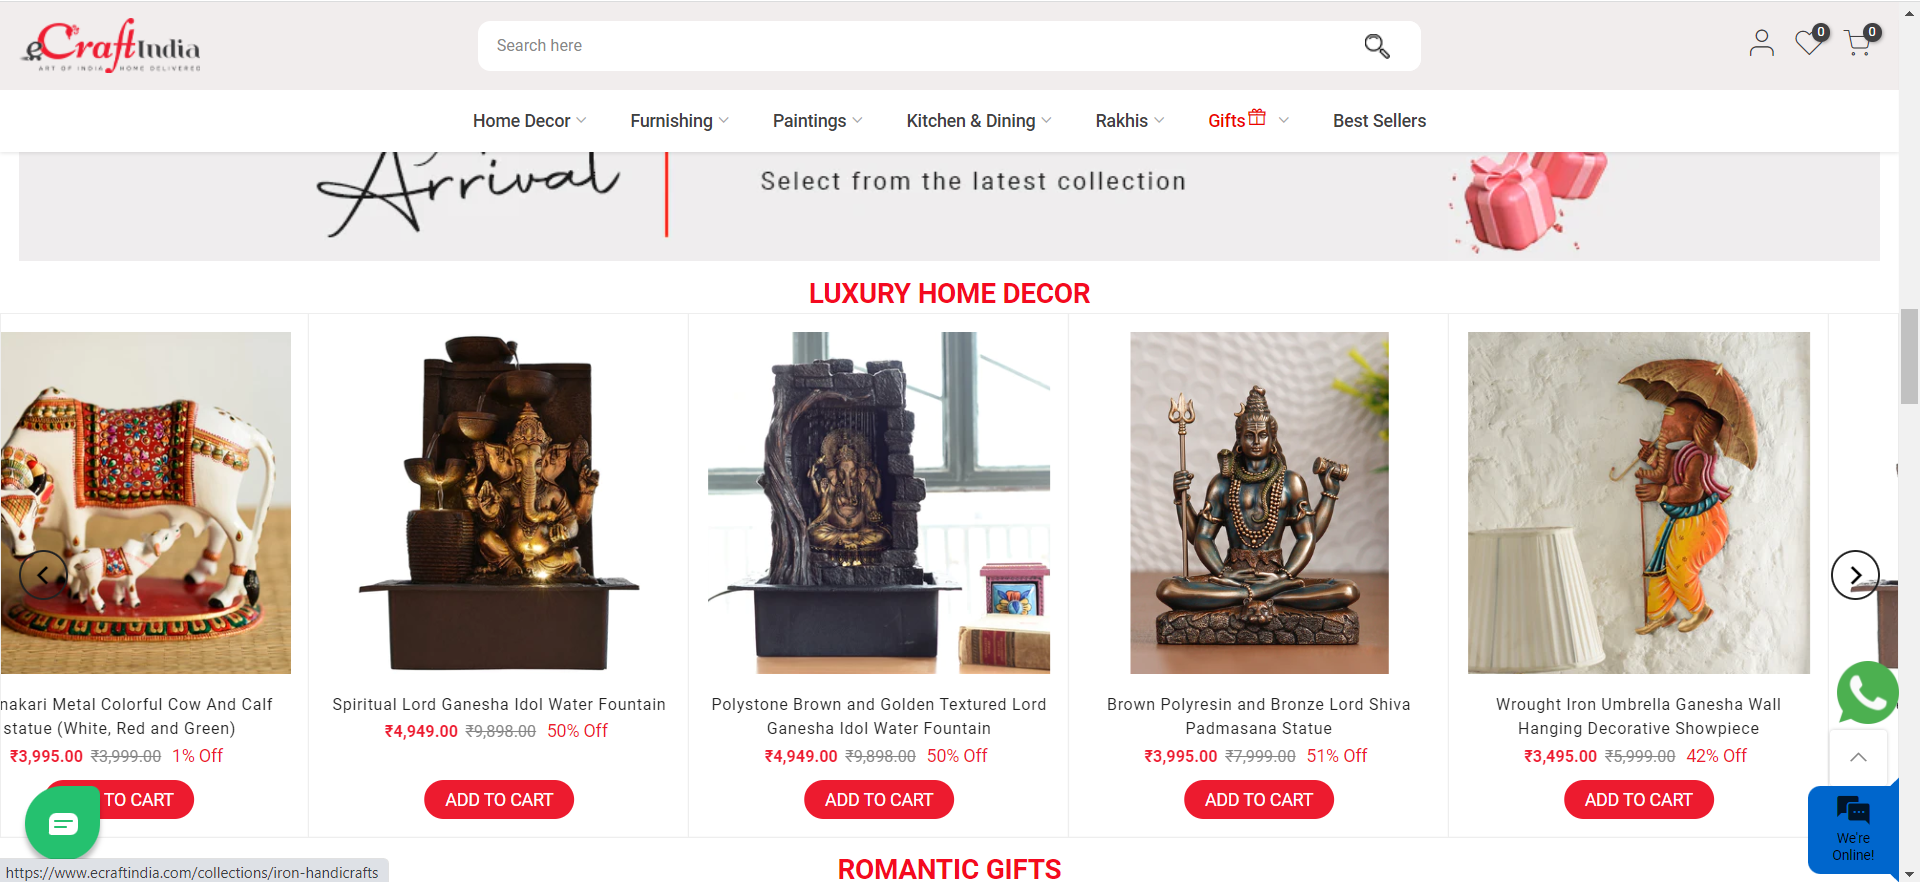 eCraftIndia
ART OF INDIA HOME DELIVERED
Search here
0
0
Home Decor
Furnishing
Paintings
Kitchen & Dining
Rakhis
Gifts
Best Sellers
Arrival
Select from the latest collection
LUXURY HOME DECOR
nakari Metal Colorful Cow And Calf
statue (White, Red and Green)
₹3,995.00 ₹3,999.00 1% Off
TO CART
Spiritual Lord Ganesha Idol Water Fountain
₹4,949.00 ₹9,898.00 50% Off
ADD TO CART
Polystone Brown and Golden Textured Lord
Ganesha Idol Water Fountain
₹4,949.00 ₹9,898.00 50% Off
ADD TO CART
Brown Polyresin and Bronze Lord Shiva
Padmasana Statue
₹3,995.00 ₹7,999.00 51% Off
ADD TO CART
Wrought Iron Umbrella Ganesha Wall
Hanging Decorative Showpiece
₹3,495.00 ₹5,999.00 42% Off
ADD TO CART
We're
Online!
ROMANTIC GIFTS
https://www.ecraftindia.com/collections/iron-handicrafts